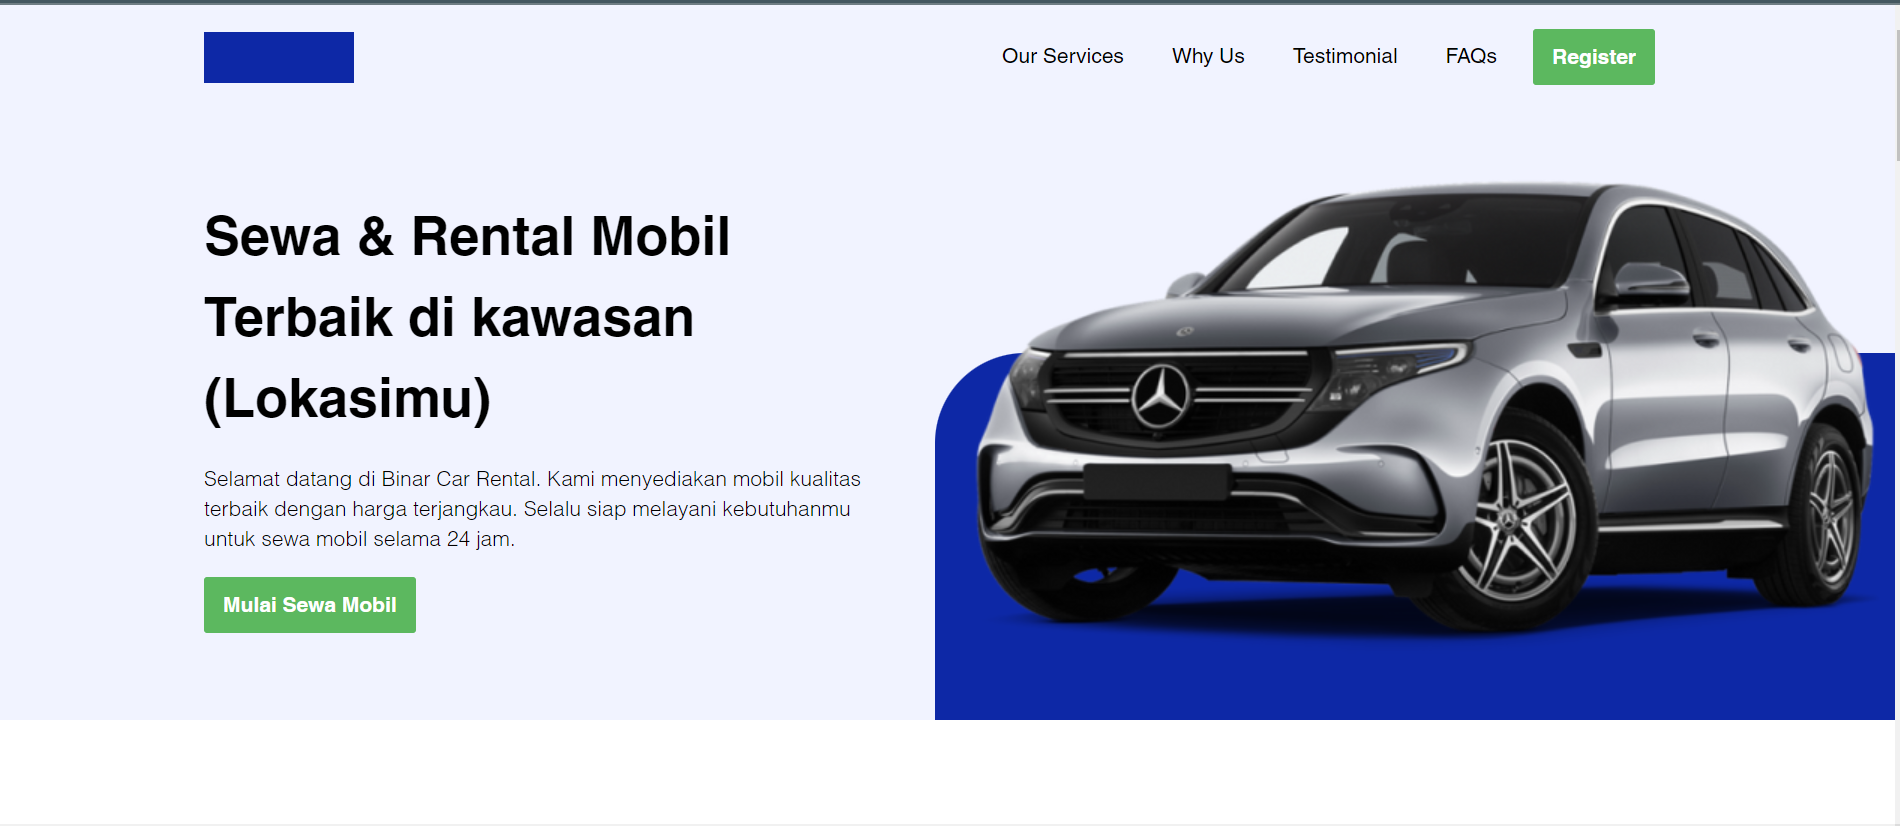 Our Services
Why Us
Testimonial
FAQs
Register
Sewa & Rental Mobil
Terbaik di kawasan
(Lokasimu)
Selamat datang di Binar Car Rental. Kami menyediakan mobil kualitas
terbaik dengan harga terjangkau. Selalu siap melayani kebutuhanmu
untuk sewa mobil selama 24 jam.
Mulai Sewa Mobil